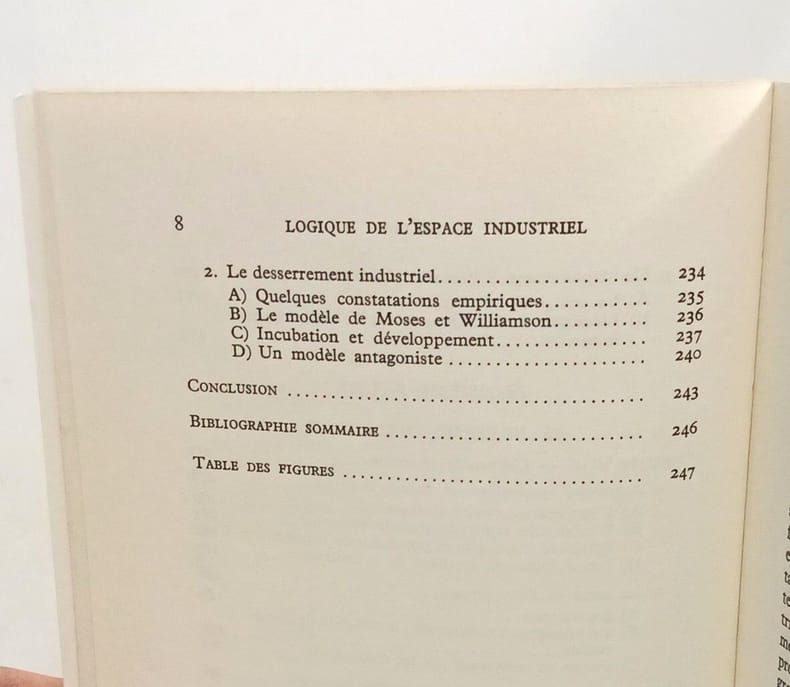 8 LOGIQUE DE L'ESPACE INDUSTRIEL
2. Le desserrement industriel....................... 234
A) Quelques constatations empiriques........... 235
B) Le modèle de Moses et Williamson.......... 236
C) Incubation et développement................ 237
D) Un modèle antagoniste ..................... 240
CONCLUSION .................................... 243
BIBLIOGRAPHIE SOMMAIRE .......................... 246
TABLE DES FIGURES .............................. 247